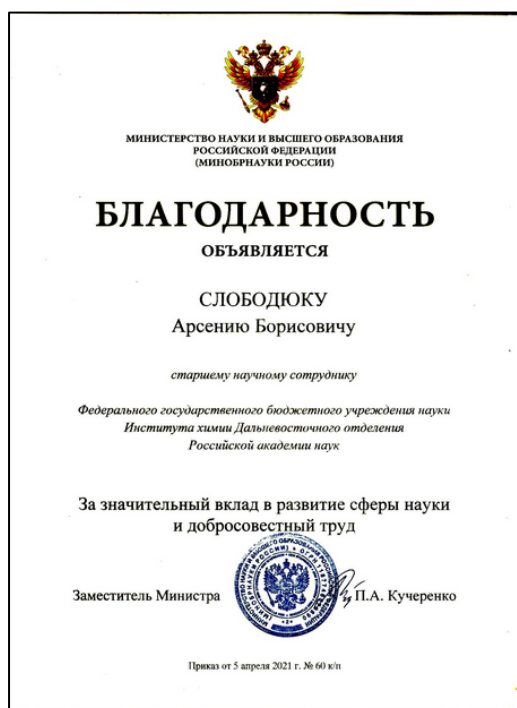 МИНИСТЕРСТВО НАУКИ И ВЫСШЕГО ОБРАЗОВАНИЯ
РОССИЙСКОЙ ФЕДЕРАЦИИ
(МИНОБРНАУКИ РОССИИ)
БЛАГОДАРНОСТЬ
ОБЪЯВЛЯЕТСЯ
СЛОБОДЮКУ
Арсению Борисовичу
старшему научному сотруднику
Федерального государственного бюджетного учреждения науки
Института химии Дальневосточного отделения
Российской академии наук
За значительный вклад в развитие сферы науки
и добросовестный труд
Заместитель Министра П.А. Кучеренко
Приказ от 5 апреля 2021 г. № 60 к/п